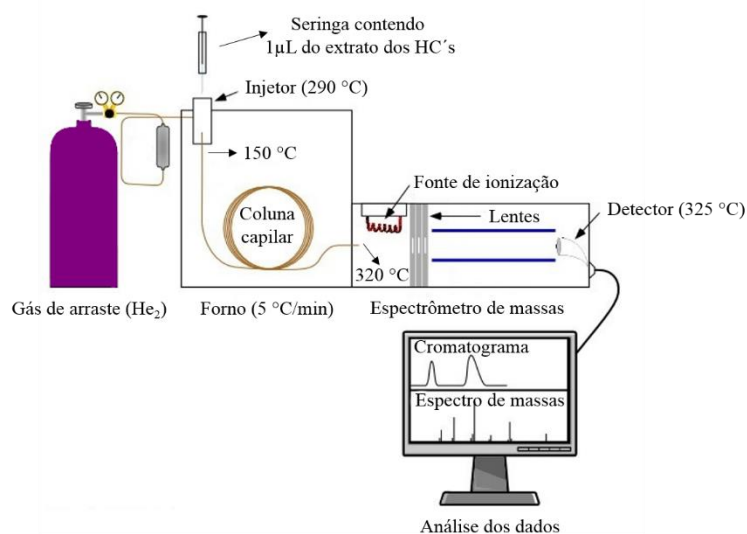 Seringa contendo
1µL do extrato dos HC´s
Injetor (290 °C)
150 °C
Fonte de ionização
Coluna
capilar
Lentes
Detector (325 °C)
320 °C
Gás de arraste (He2)
Forno (5 °C/min)
Espectrômetro de massas
Cromatograma
Espectro de massas
Análise dos dados